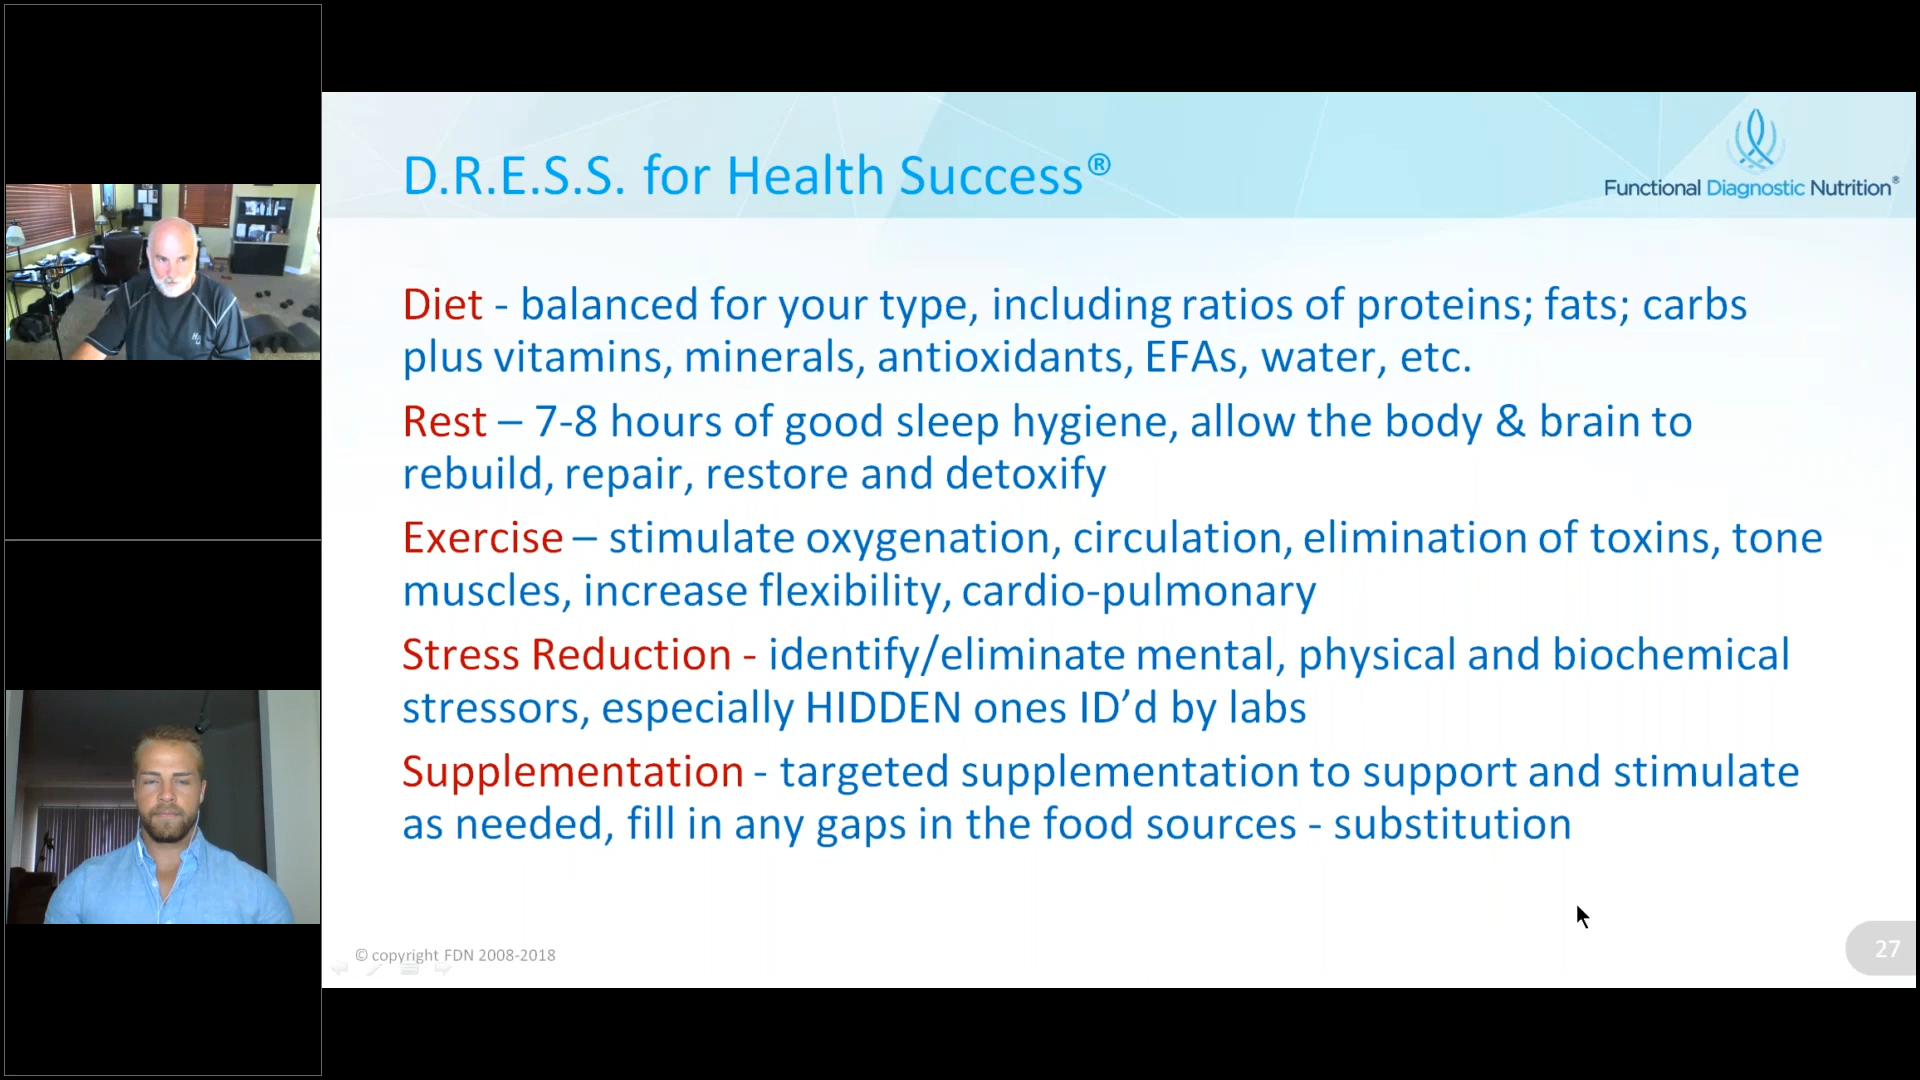 D.R.E.S.S. for Health Success®
Functional Diagnostic Nutrition®
Diet - balanced for your type, including ratios of proteins; fats; carbs
plus vitamins, minerals, antioxidants, EFAs, water, etc.
Rest – 7-8 hours of good sleep hygiene, allow the body & brain to
rebuild, repair, restore and detoxify
Exercise – stimulate oxygenation, circulation, elimination of toxins, tone
muscles, increase flexibility, cardio-pulmonary
Stress Reduction - identify/eliminate mental, physical and biochemical
stressors, especially HIDDEN ones ID’d by labs
Supplementation - targeted supplementation to support and stimulate
as needed, fill in any gaps in the food sources - substitution
© copyright FDN 2008-2018
27